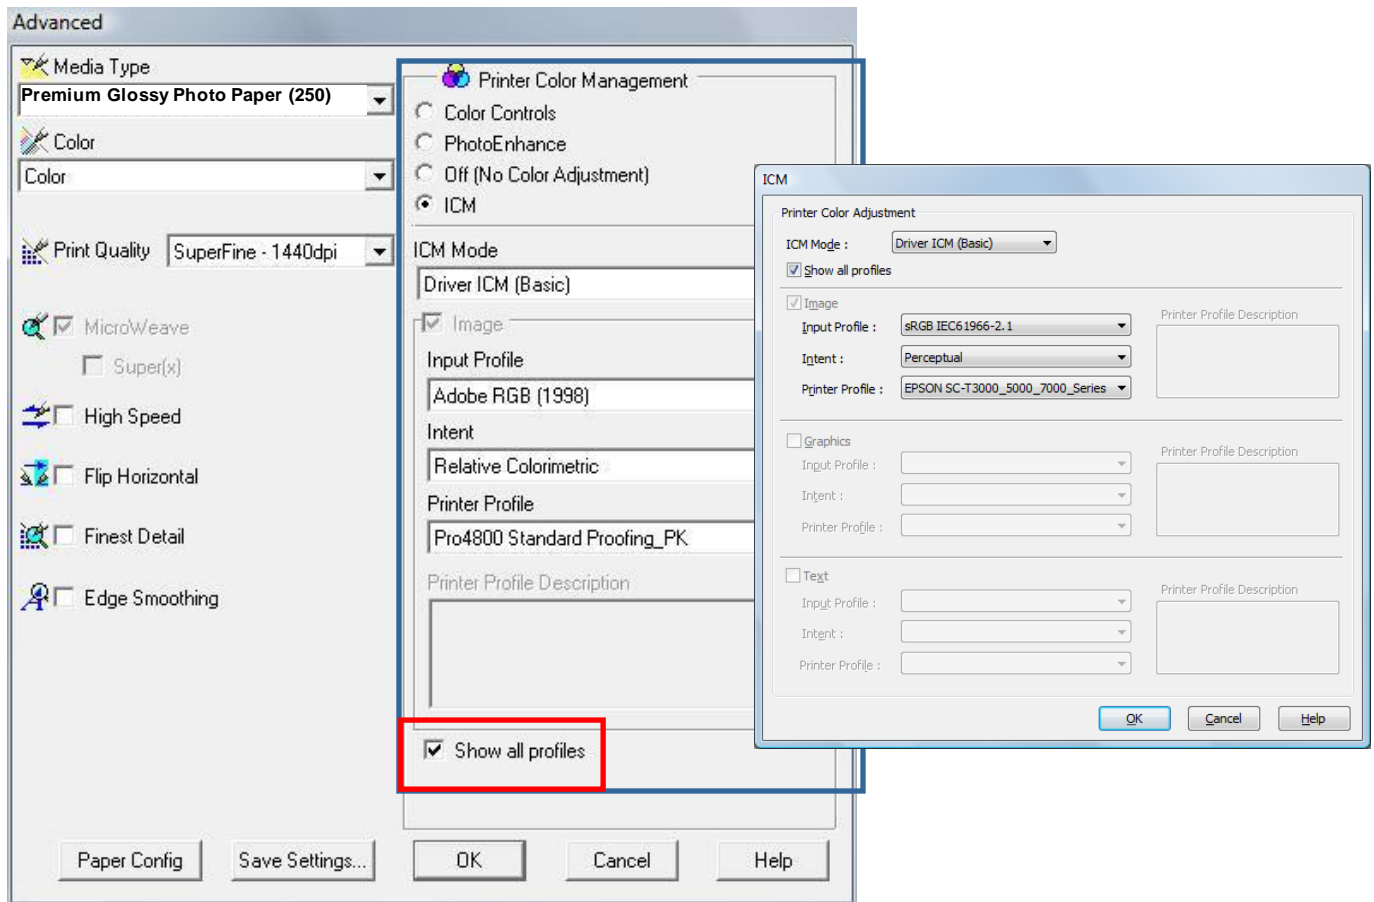 Advanced
Media Type
Premium Glossy Photo Paper (250)
Color
Color
Print Quality SuperFine - 1440dpi
MicroWeave
Super(x)
High Speed
Flip Horizontal
Finest Detail
Edge Smoothing
Printer Color Management
Color Controls
PhotoEnhance
Off (No Color Adjustment)
ICM
ICM Mode
Driver ICM (Basic)
Image
Input Profile
Adobe RGB (1998)
Intent
Relative Colorimetric
Printer Profile
Pro4800 Standard Proofing_PK
Printer Profile Description
Show all profiles
Paper Config Save Settings... OK Cancel Help
ICM
Printer Color Adjustment
ICM Mode : Driver ICM (Basic)
Show all profiles
Image
Input Profile : sRGB IEC61966-2.1
Intent : Perceptual
Printer Profile : EPSON SC-T3000_5000_7000_Series
Printer Profile Description
Graphics
Input Profile :
Intent :
Printer Profile :
Printer Profile Description
Text
Input Profile :
Intent :
Printer Profile :
Printer Profile Description
OK Cancel Help